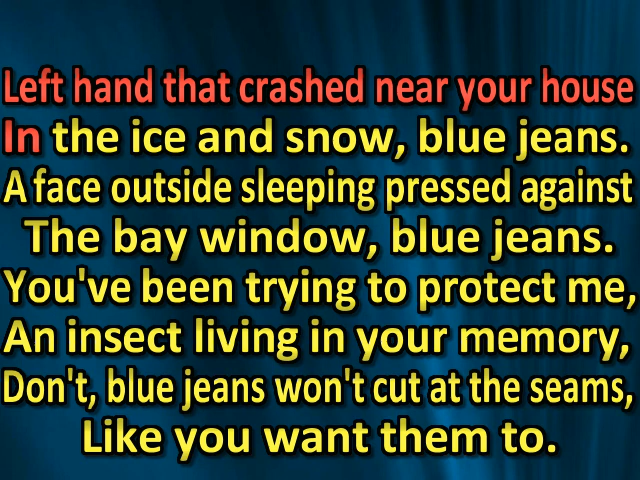 Left hand that crashed near your house
In the ice and snow, blue jeans.
A face outside sleeping pressed against
The bay window, blue jeans.
You've been trying to protect me,
An insect living in your memory,
Don't, blue jeans won't cut at the seams,
Like you want them to.